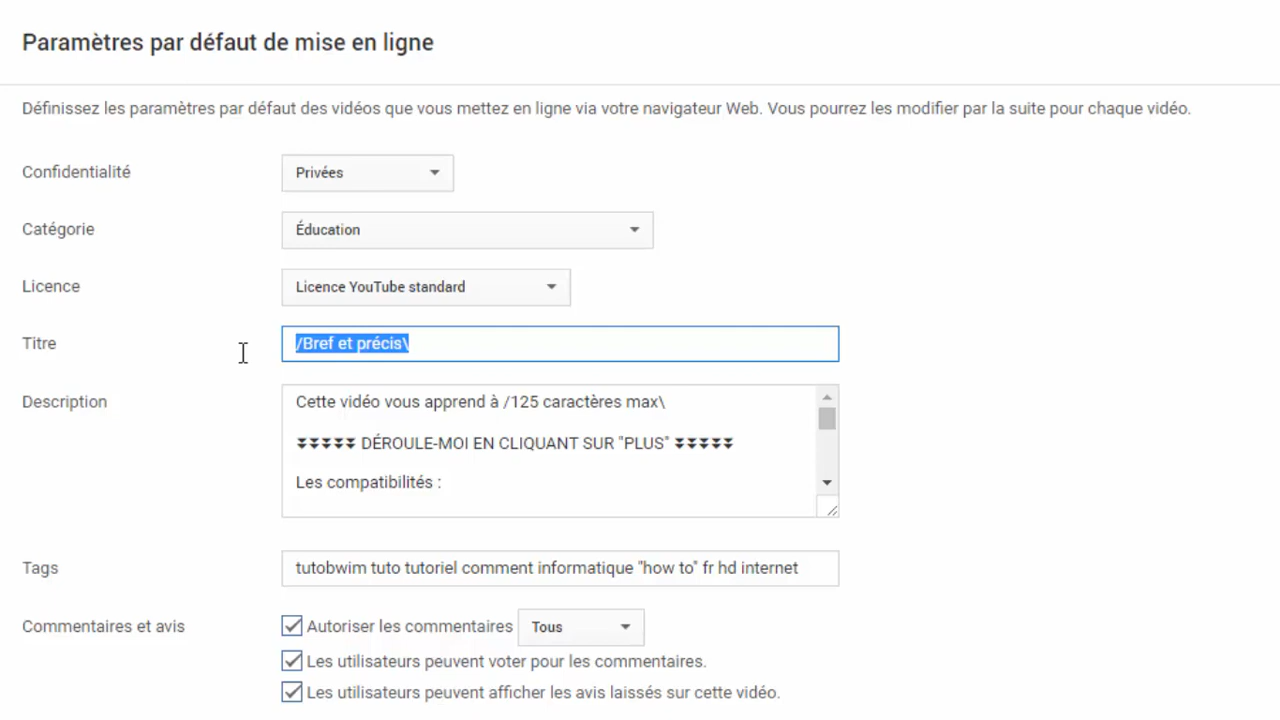 Paramètres par défaut de mise en ligne
Définissez les paramètres par défaut des vidéos que vous mettez en ligne via votre navigateur Web. Vous pourrez les modifier par la suite pour chaque vidéo.
Confidentialité Privées
Catégorie Éducation
Licence Licence YouTube standard
Titre /Bref et précis\
Description Cette vidéo vous apprend à /125 caractères max\
⏬⏬⏬⏬⏬ DÉROULE-MOI EN CLIQUANT SUR "PLUS" ⏬⏬⏬⏬⏬
Les compatibilités :
Tags tutobwim tuto tutoriel comment informatique "how to" fr hd internet
Commentaires et avis Autoriser les commentaires Tous
Les utilisateurs peuvent voter pour les commentaires.
Les utilisateurs peuvent afficher les avis laissés sur cette vidéo.